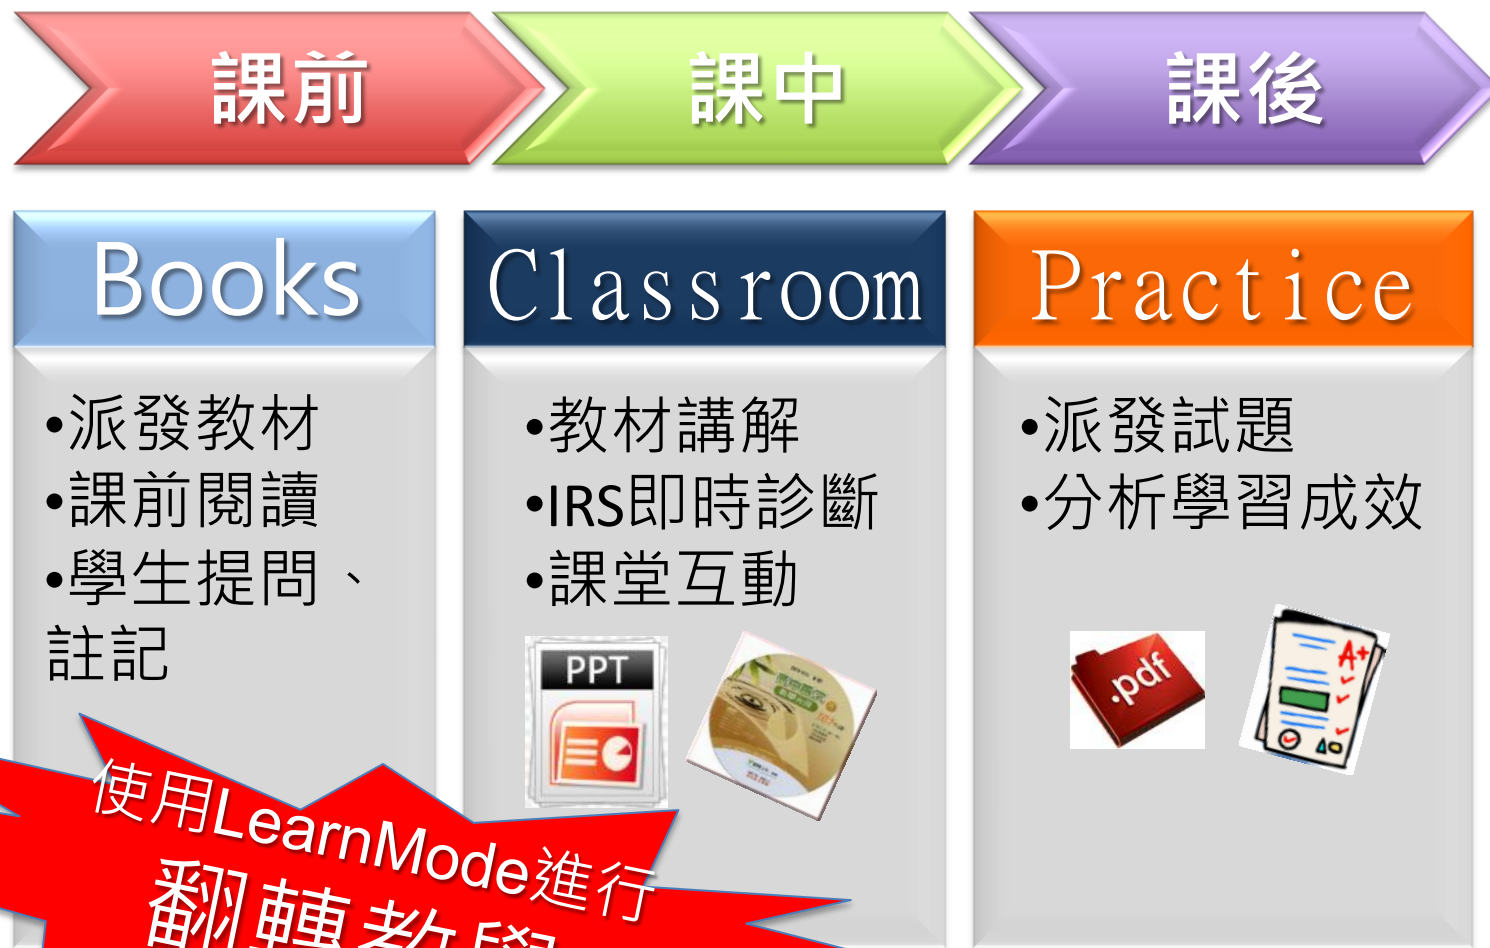 課前
課中
課後
Books
Classroom
Practice
•派發教材
•課前閱讀
•學生提問、
註記
•教材講解
•IRS即時診斷
•課堂互動
PPT
•派發試題
•分析學習成效
.pdf
A+
使用LearnMode進行
翻轉教學